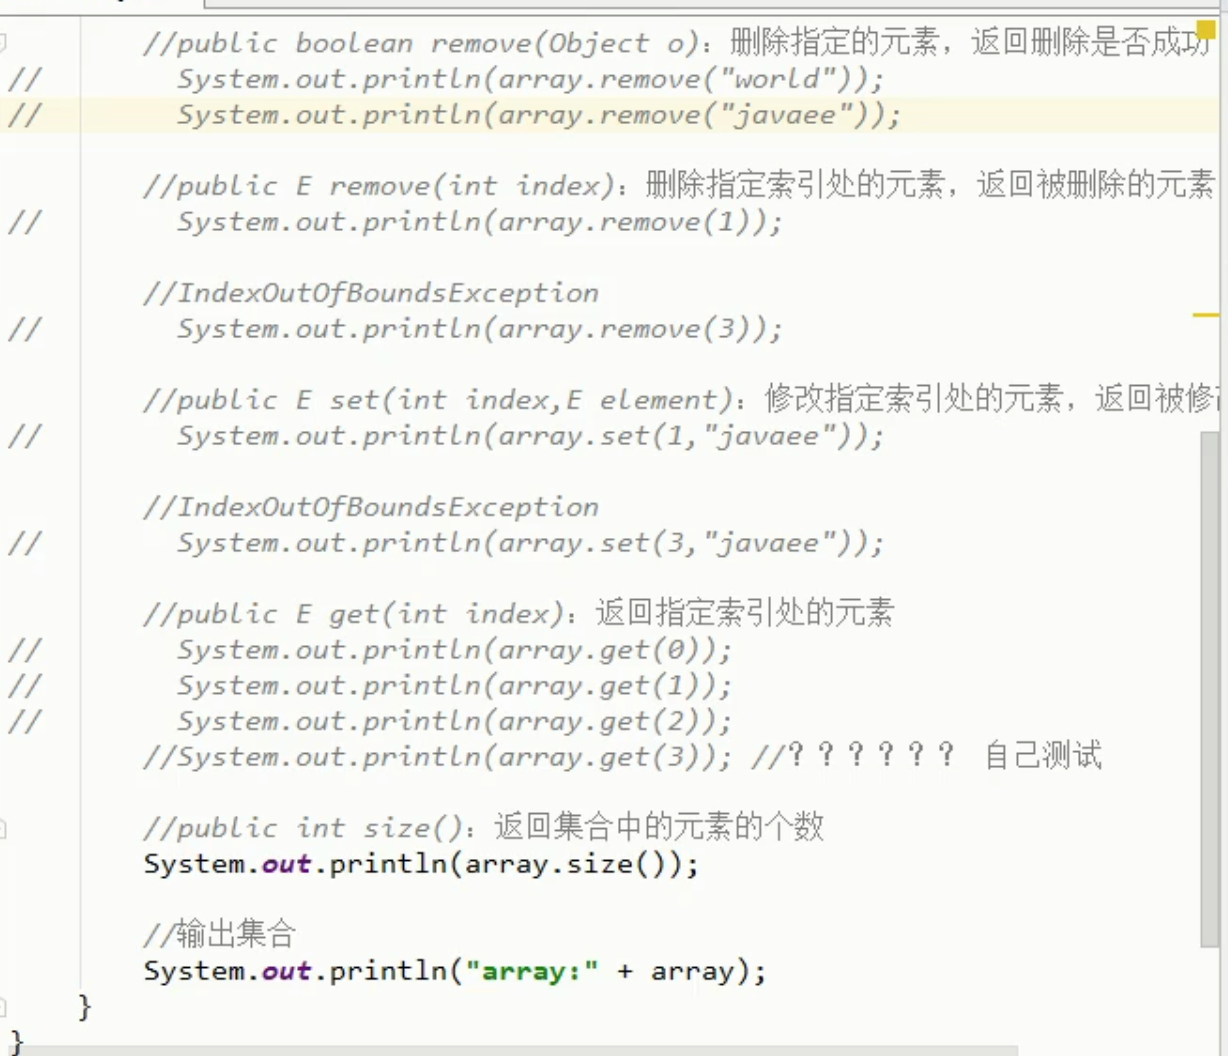 //public boolean remove(Object o)：删除指定的元素，返回删除是否成功
// System.out.println(array.remove("world"));
// System.out.println(array.remove("javaee"));
//public E remove(int index)：删除指定索引处的元素，返回被删除的元素
// System.out.println(array.remove(1));
//IndexOutOfBoundsException
// System.out.println(array.remove(3));
//public E set(int index,E element)：修改指定索引处的元素，返回被修
// System.out.println(array.set(1,"javaee"));
//IndexOutOfBoundsException
// System.out.println(array.set(3,"javaee"));
//public E get(int index)：返回指定索引处的元素
// System.out.println(array.get(0));
// System.out.println(array.get(1));
// System.out.println(array.get(2));
//System.out.println(array.get(3)); //？？？？？？ 自己测试
//public int size()：返回集合中的元素的个数
System.out.println(array.size());
//输出集合
System.out.println("array:" + array);
}
}